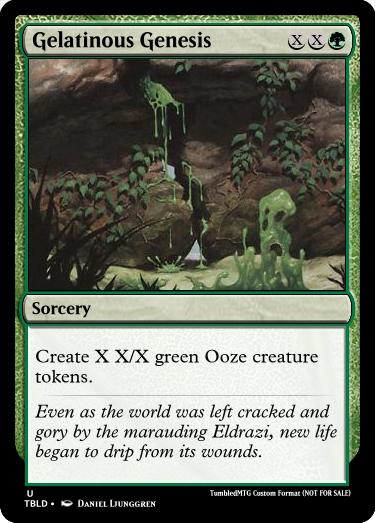 Gelatinous Genesis XXG
Sorcery
Create X X/X green Ooze creature
tokens.
Even as the world was left cracked and
gory by the marauding Eldrazi, new life
began to drip from its wounds.
U
TumbledMTG Custom Format (NOT FOR SALE)
TBLD • Daniel Ljunggren